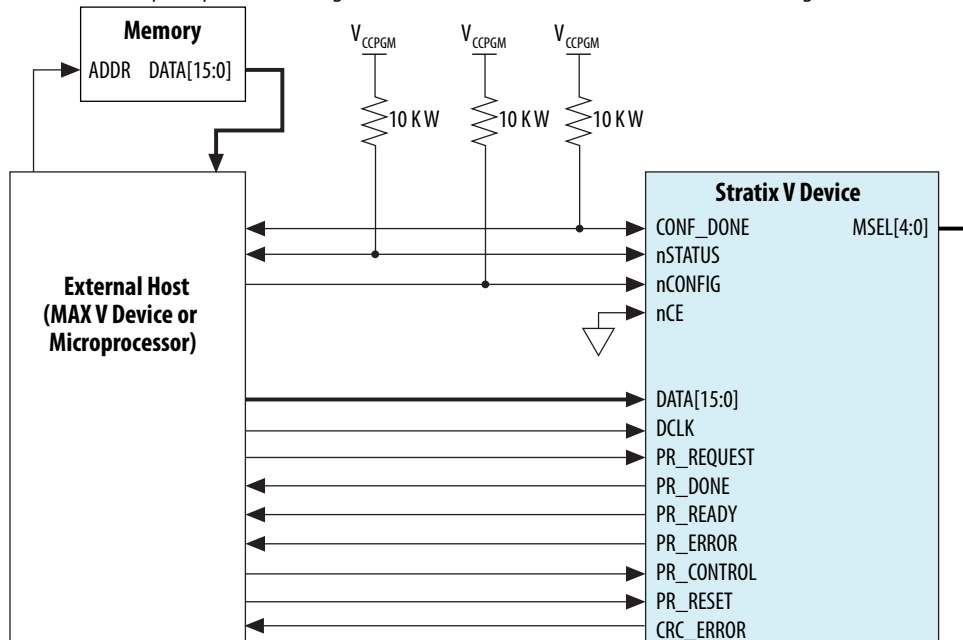 Memory
ADDR DATA[15:0]
V CCPGM
V CCPGM
V CCPGM
10 K W
10 K W
10 K W
Stratix V Device
CONF_DONE
MSEL[4:0]
nSTATUS
nCONFIG
nCE
External Host
(MAX V Device or
Microprocessor)
DATA[15:0]
DCLK
PR_REQUEST
PR_DONE
PR_READY
PR_ERROR
PR_CONTROL
PR_RESET
CRC_ERROR